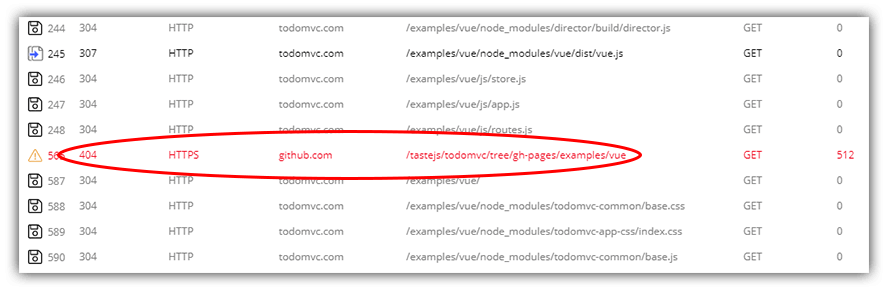 244 304 HTTP todomvc.com /examples/vue/node_modules/director/build/director.js GET 0
245 307 HTTP todomvc.com /examples/vue/node_modules/vue/dist/vue.js GET 0
246 304 HTTP todomvc.com /examples/vue/js/store.js GET 0
247 304 HTTP todomvc.com /examples/vue/js/app.js GET 0
248 304 HTTP todomvc.com /examples/vue/js/routes.js GET 0
404 HTTPS github.com /tastejs/todomvc/tree/gh-pages/examples/vue GET 512
587 304 HTTP todomvc.com /examples/vue/ GET 0
588 304 HTTP todomvc.com /examples/vue/node_modules/todomvc-common/base.css GET 0
589 304 HTTP todomvc.com /examples/vue/node_modules/todomvc-app-css/index.css GET 0
590 304 HTTP todomvc.com /examples/vue/node_modules/todomvc-common/base.js GET 0